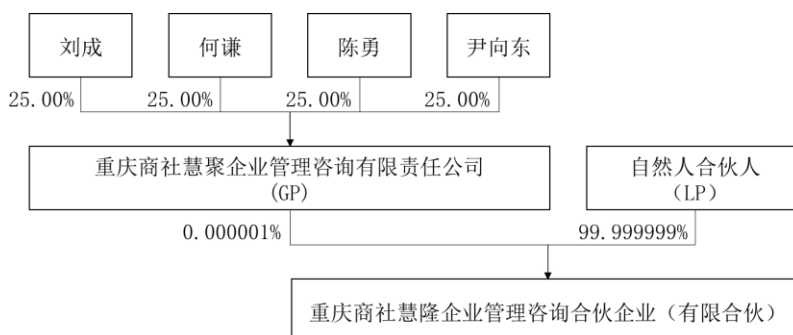 刘成
何谦
陈勇
尹向东
25.00%
25.00%
25.00%
25.00%
重庆商社慧聚企业管理咨询有限责任公司
(GP)
自然人合伙人
（LP）
0.000001%
99.999999%
重庆商社慧隆企业管理咨询合伙企业（有限合伙）